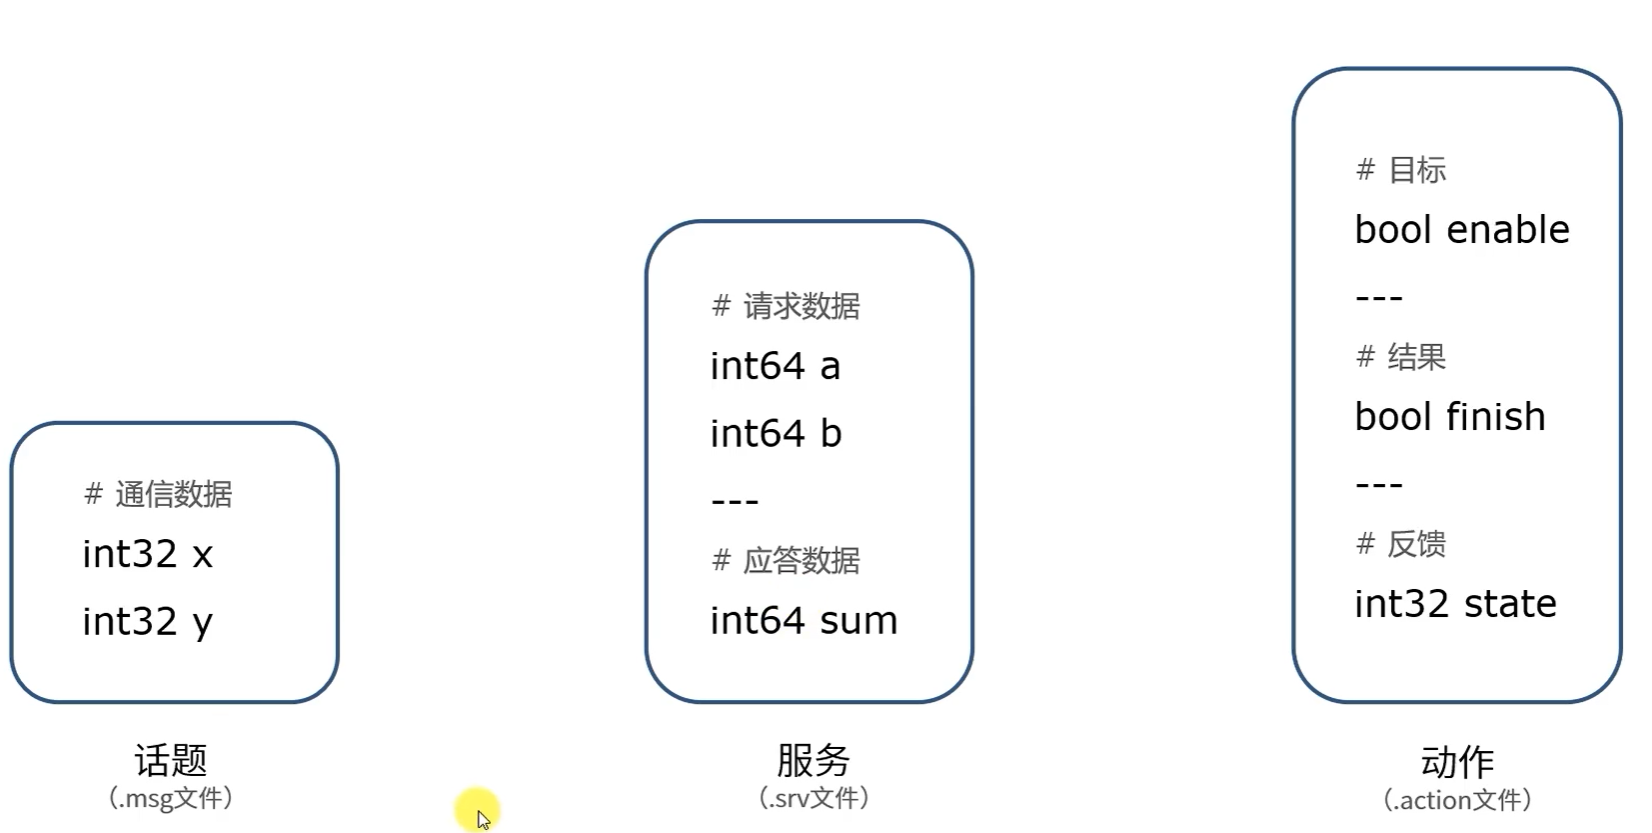 # 通信数据
int32 x
int32 y
话题
（.msg文件）
# 请求数据
int64 a
int64 b
---
# 应答数据
int64 sum
服务
（.srv文件）
# 目标
bool enable
---
# 结果
bool finish
---
# 反馈
int32 state
动作
（.action文件）